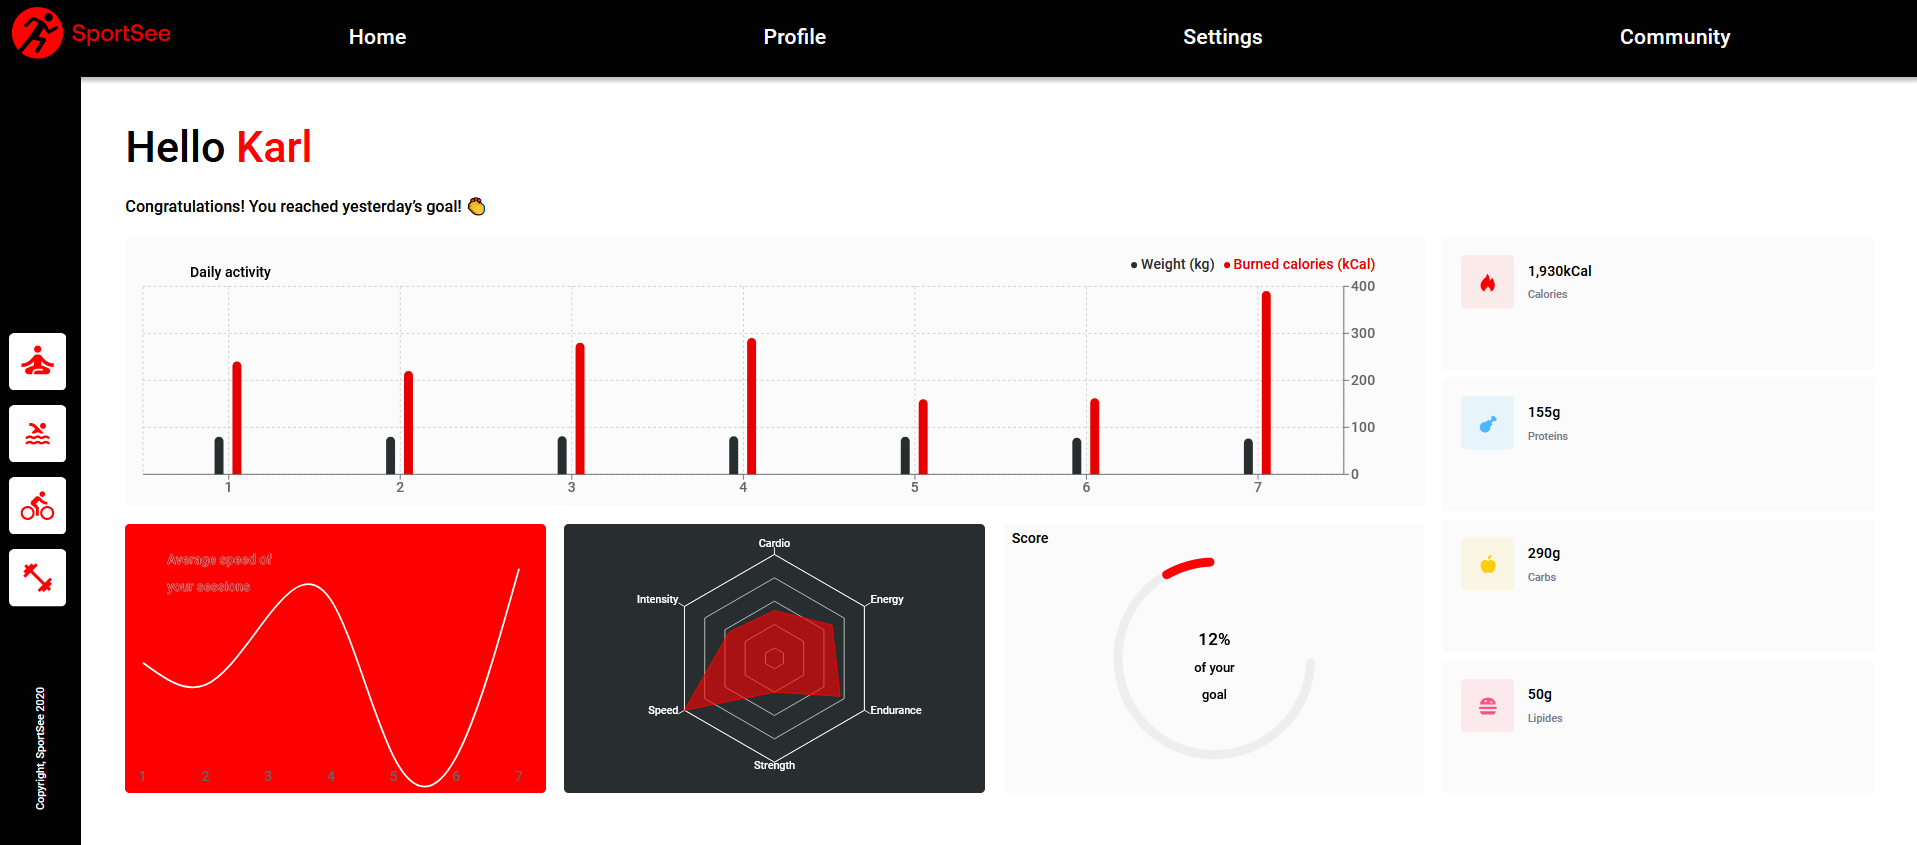 SportSee
Home
Profile
Settings
Community
Hello Karl
Congratulations! You reached yesterday’s goal! 👏
Daily activity
Weight (kg)
Burned calories (kCal)
400
300
200
100
0
1 2 3 4 5 6 7
1,930kCal
Calories
155g
Proteins
290g
Carbs
50g
Lipides
Average speed of
your sessions
1 2 3 4 5 6 7
Cardio
Energy
Endurance
Strength
Speed
Intensity
Score
12%
of your
goal
Copyright, SportSee 2020